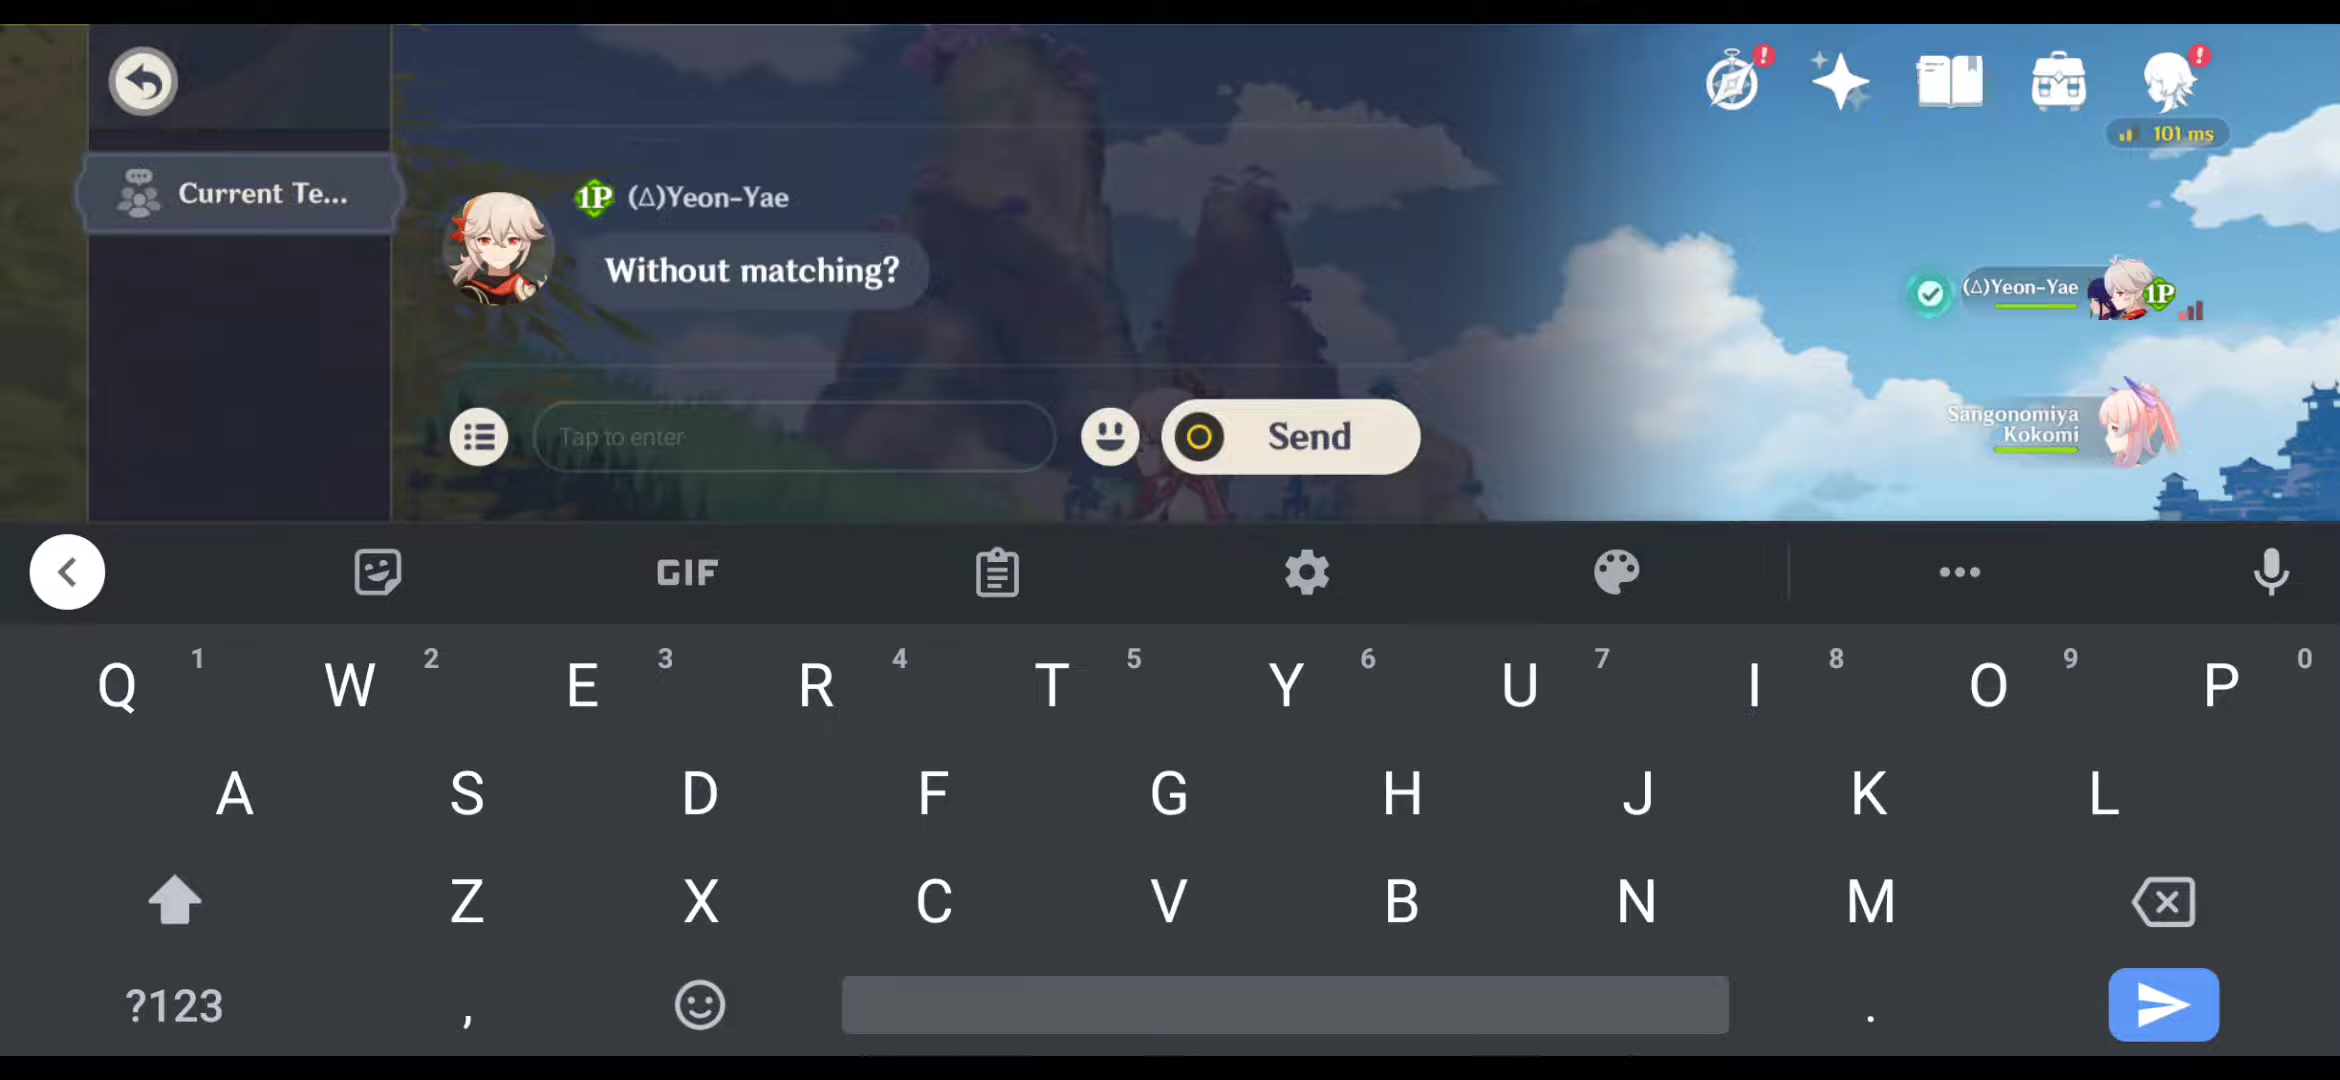 101 ms
Current Te...
1P (Δ)Yeon-Yae
Without matching?
(Δ)Yeon-Yae 1P
Sangonomiya
Kokomi
Tap to enter
Send
GIF
Q 1 W 2 E 3 R 4 T 5 Y 6 U 7 I 8 O 9 P 0
A S D F G H J K L
Z X C V B N M
?123 , .